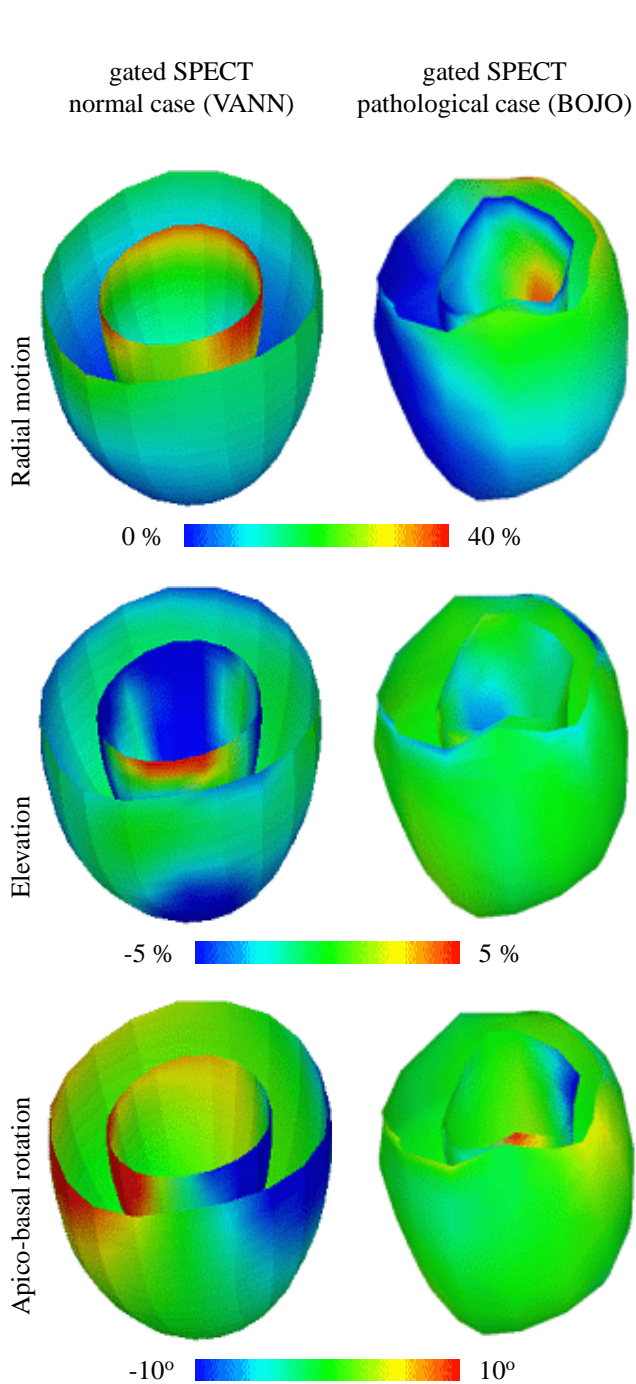 gated SPECT
normal case (VANN)
gated SPECT
pathological case (BOJO)
Radial motion
0 %
40 %
Elevation
-5 %
5 %
Apico-basal rotation
-10º
10º